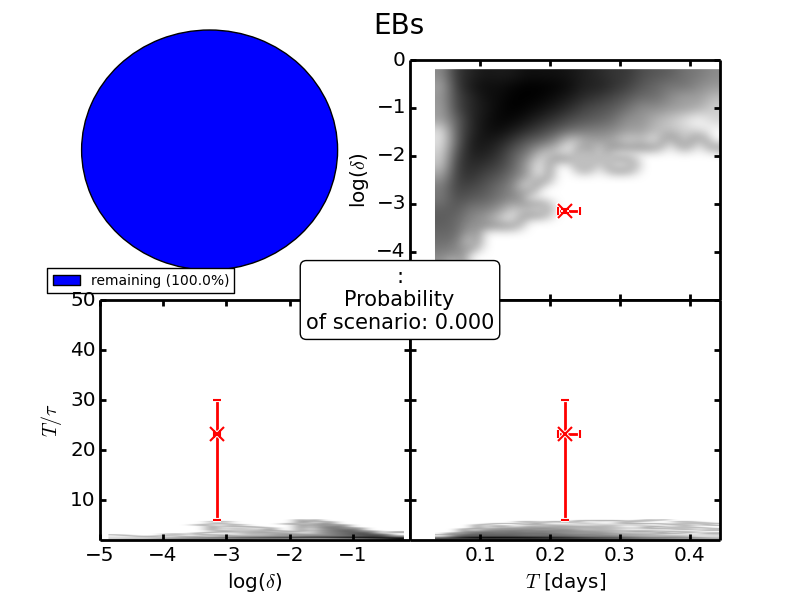 EBs
0
−1
−2
−3
−4
log(δ)
remaining (100.0%)
:
Probability
of scenario: 0.000
50
40
30
20
10
T/τ
−5 −4 −3 −2 −1
log(δ)
0.1 0.2 0.3 0.4
T [days]